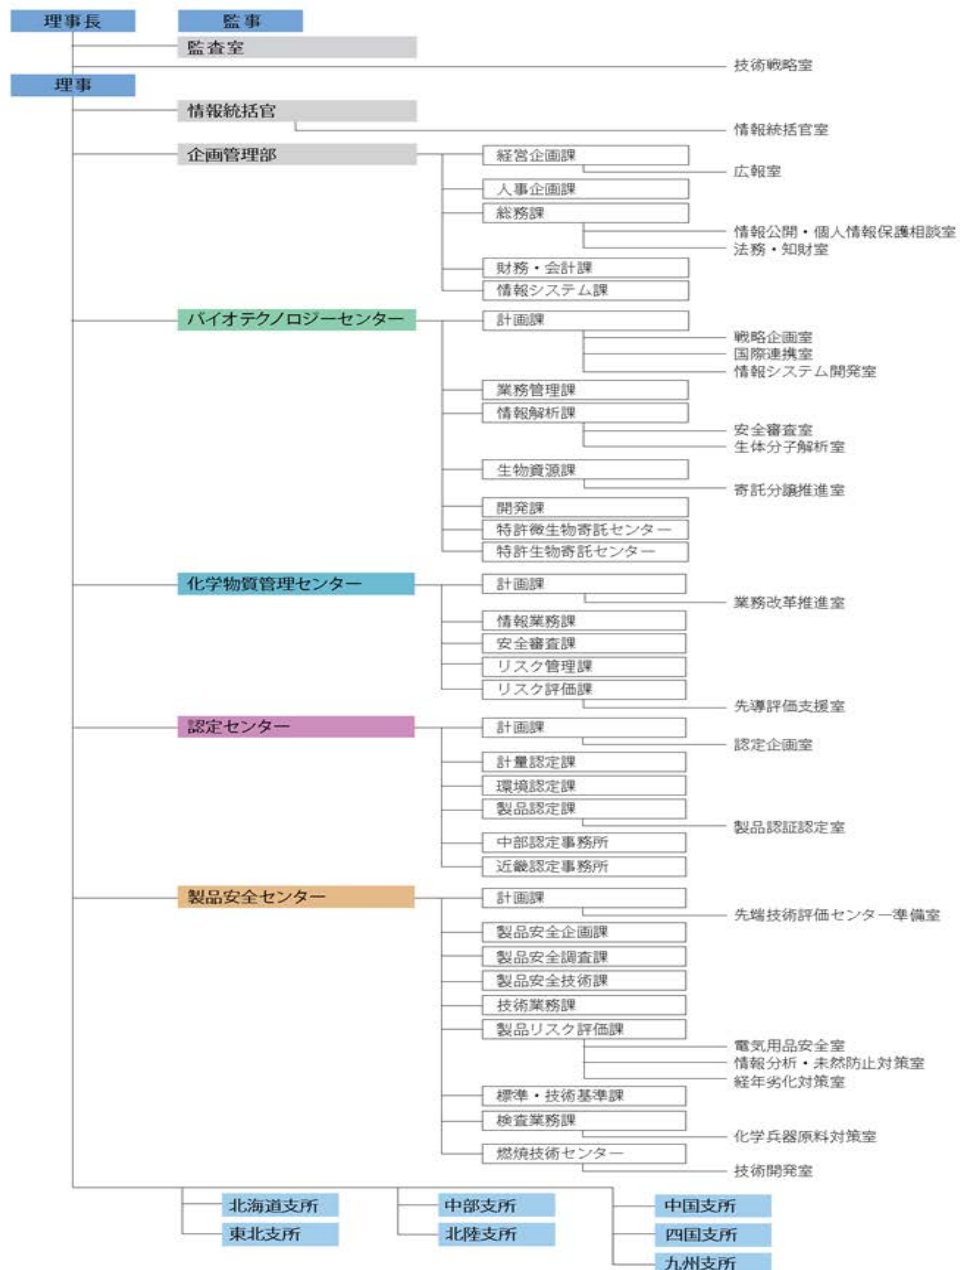 理事長
監事
監査室
技術戦略室
理事
情報統括官
情報統括官室
企画管理部
経営企画課
広報室
人事企画課
総務課
情報公開・個人情報保護相談室
法務・知財室
財務・会計課
情報システム課
バイオテクノロジーセンター
計画課
戦略企画室
国際連携室
情報システム開発室
業務管理課
情報解析課
安全審査室
生体分子解析室
生物資源課
寄託分譲推進室
開発課
特許微生物寄託センター
特許生物寄託センター
化学物質管理センター
計画課
業務改革推進室
情報業務課
安全審査課
リスク管理課
リスク評価課
先導評価支援室
認定センター
計画課
認定企画室
計量認定課
環境認定課
製品認定課
製品認証認定室
中部認定事務所
近畿認定事務所
製品安全センター
計画課
先端技術評価センター準備室
製品安全企画課
製品安全調査課
製品安全技術課
技術業務課
製品リスク評価課
電気用品安全室
情報分析・未然防止対策室
経年劣化対策室
標準・技術基準課
検査業務課
化学兵器原料対策室
燃焼技術センター
技術開発室
北海道支所
中部支所
中国支所
東北支所
北陸支所
四国支所
九州支所